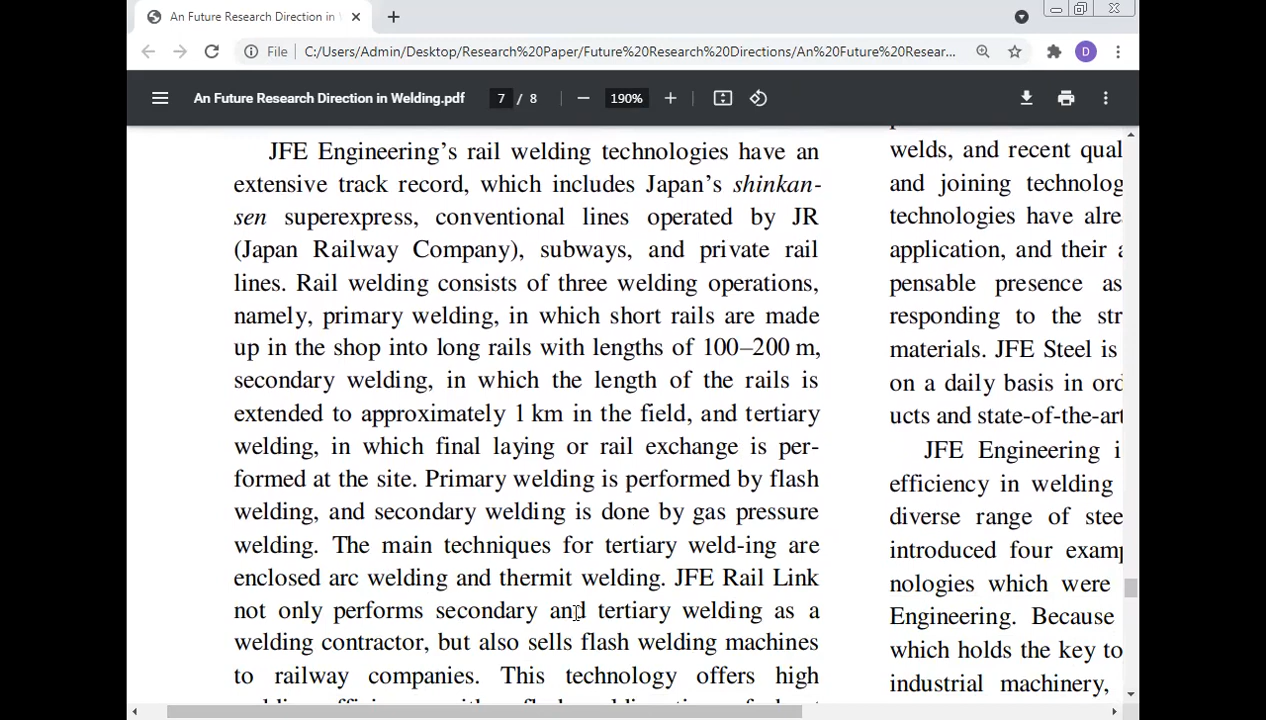 An Future Research Direction in
File C:/Users/Admin/Desktop/Research%20Paper/Future%20Research%20Directions/An%20Future%20Resear...
D
An Future Research Direction in Welding.pdf 7 / 8 190%
JFE Engineering's rail welding technologies have an
extensive track record, which includes Japan's shinkan-
sen superexpress, conventional lines operated by JR
(Japan Railway Company), subways, and private rail
lines. Rail welding consists of three welding operations,
namely, primary welding, in which short rails are made
up in the shop into long rails with lengths of 100–200 m,
secondary welding, in which the length of the rails is
extended to approximately 1 km in the field, and tertiary
welding, in which final laying or rail exchange is per-
formed at the site. Primary welding is performed by flash
welding, and secondary welding is done by gas pressure
welding. The main techniques for tertiary weld-ing are
enclosed arc welding and thermit welding. JFE Rail Link
not only performs secondary and tertiary welding as a
welding contractor, but also sells flash welding machines
to railway companies. This technology offers high
welds, and recent qual
and joining technolog
technologies have alre
application, and their a
pensable presence as
responding to the str
materials. JFE Steel is
on a daily basis in ord
ucts and state-of-the-art
JFE Engineering i
efficiency in welding
diverse range of stee
introduced four examp
nologies which were
Engineering. Because
which holds the key to
industrial machinery,